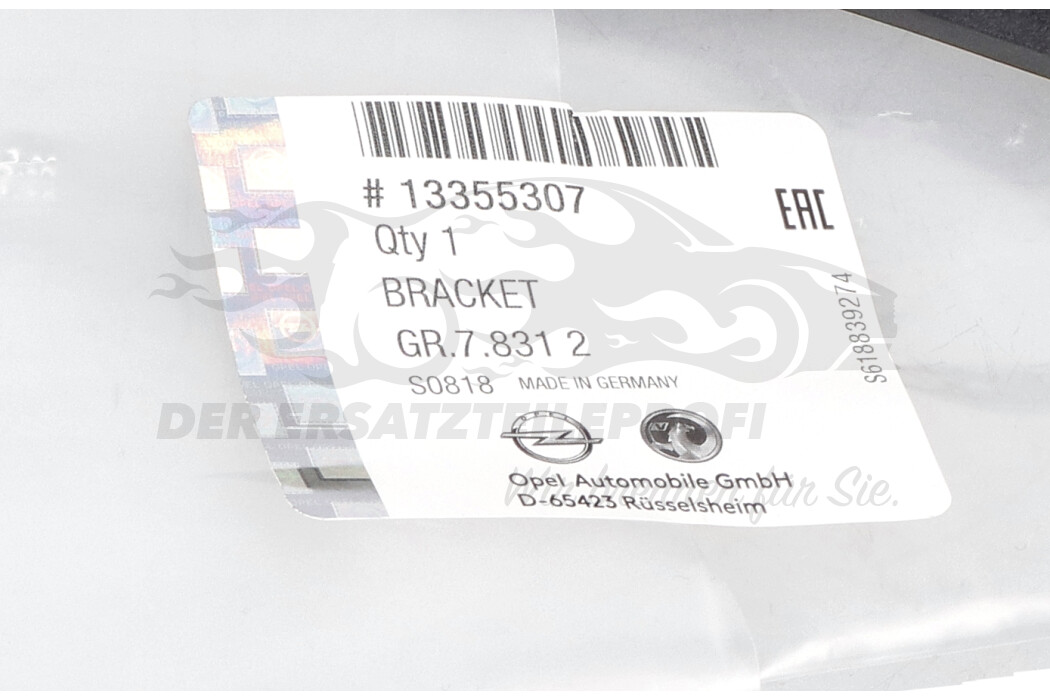 # 13355307
Qty 1
EAC
BRACKET
GR.7.831 2
S0818 MADE IN GERMANY
S618839274
DER ERSATZTEILEPROFI
Opel Automobile GmbH
D-65423 Rüsselsheim
für Sie.